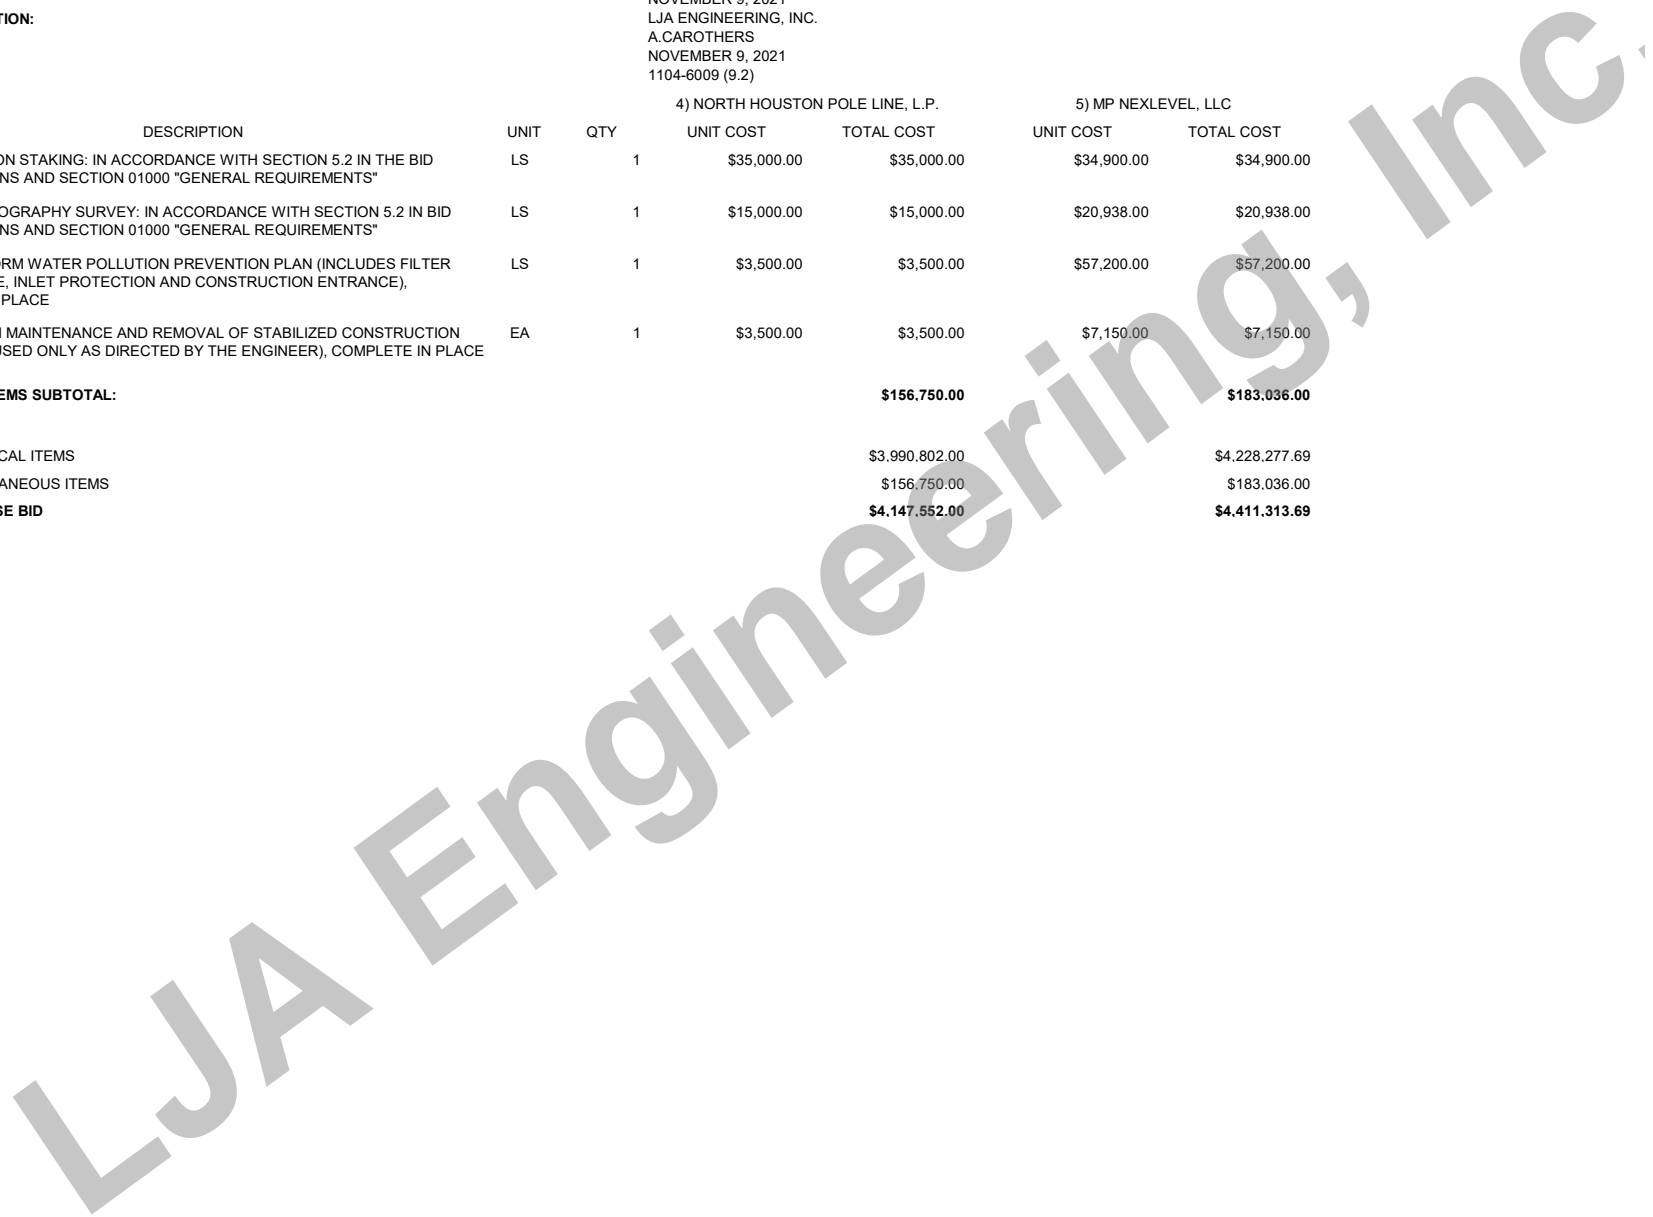 NOVEMBER 9, 2021
TION:
LJA ENGINEERING, INC.
A.CAROTHERS
NOVEMBER 9, 2021
1104-6009 (9.2)
4) NORTH HOUSTON POLE LINE, L.P. 5) MP NEXLEVEL, LLC
DESCRIPTION UNIT QTY UNIT COST TOTAL COST UNIT COST TOTAL COST
ON STAKING: IN ACCORDANCE WITH SECTION 5.2 IN THE BID LS 1 $35,000.00 $35,000.00 $34,900.00 $34,900.00
NS AND SECTION 01000 "GENERAL REQUIREMENTS"
OGRAPHY SURVEY: IN ACCORDANCE WITH SECTION 5.2 IN BID LS 1 $15,000.00 $15,000.00 $20,938.00 $20,938.00
NS AND SECTION 01000 "GENERAL REQUIREMENTS"
ORM WATER POLLUTION PREVENTION PLAN (INCLUDES FILTER LS 1 $3,500.00 $3,500.00 $57,200.00 $57,200.00
E, INLET PROTECTION AND CONSTRUCTION ENTRANCE),
PLACE
MAINTENANCE AND REMOVAL OF STABILIZED CONSTRUCTION EA 1 $3,500.00 $3,500.00 $7,150.00 $7,150.00
USED ONLY AS DIRECTED BY THE ENGINEER), COMPLETE IN PLACE
EMS SUBTOTAL: $156,750.00 $183,036.00
CAL ITEMS $3,990,802.00 $4,228,277.69
ANEOUS ITEMS $156,750.00 $183,036.00
SE BID $4,147,552.00 $4,411,313.69
LJA Engineering, Inc.